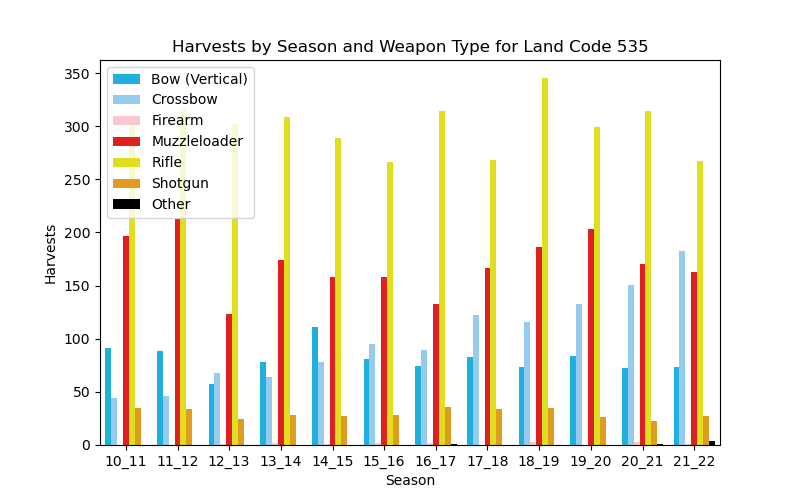 Harvests by Season and Weapon Type for Land Code 535
350
300
250
200
150
100
50
0
Harvests
Bow (Vertical)
Crossbow
Firearm
Muzzleloader
Rifle
Shotgun
Other
10_11 11_12 12_13 13_14 14_15 15_16 16_17 17_18 18_19 19_20 20_21 21_22
Season